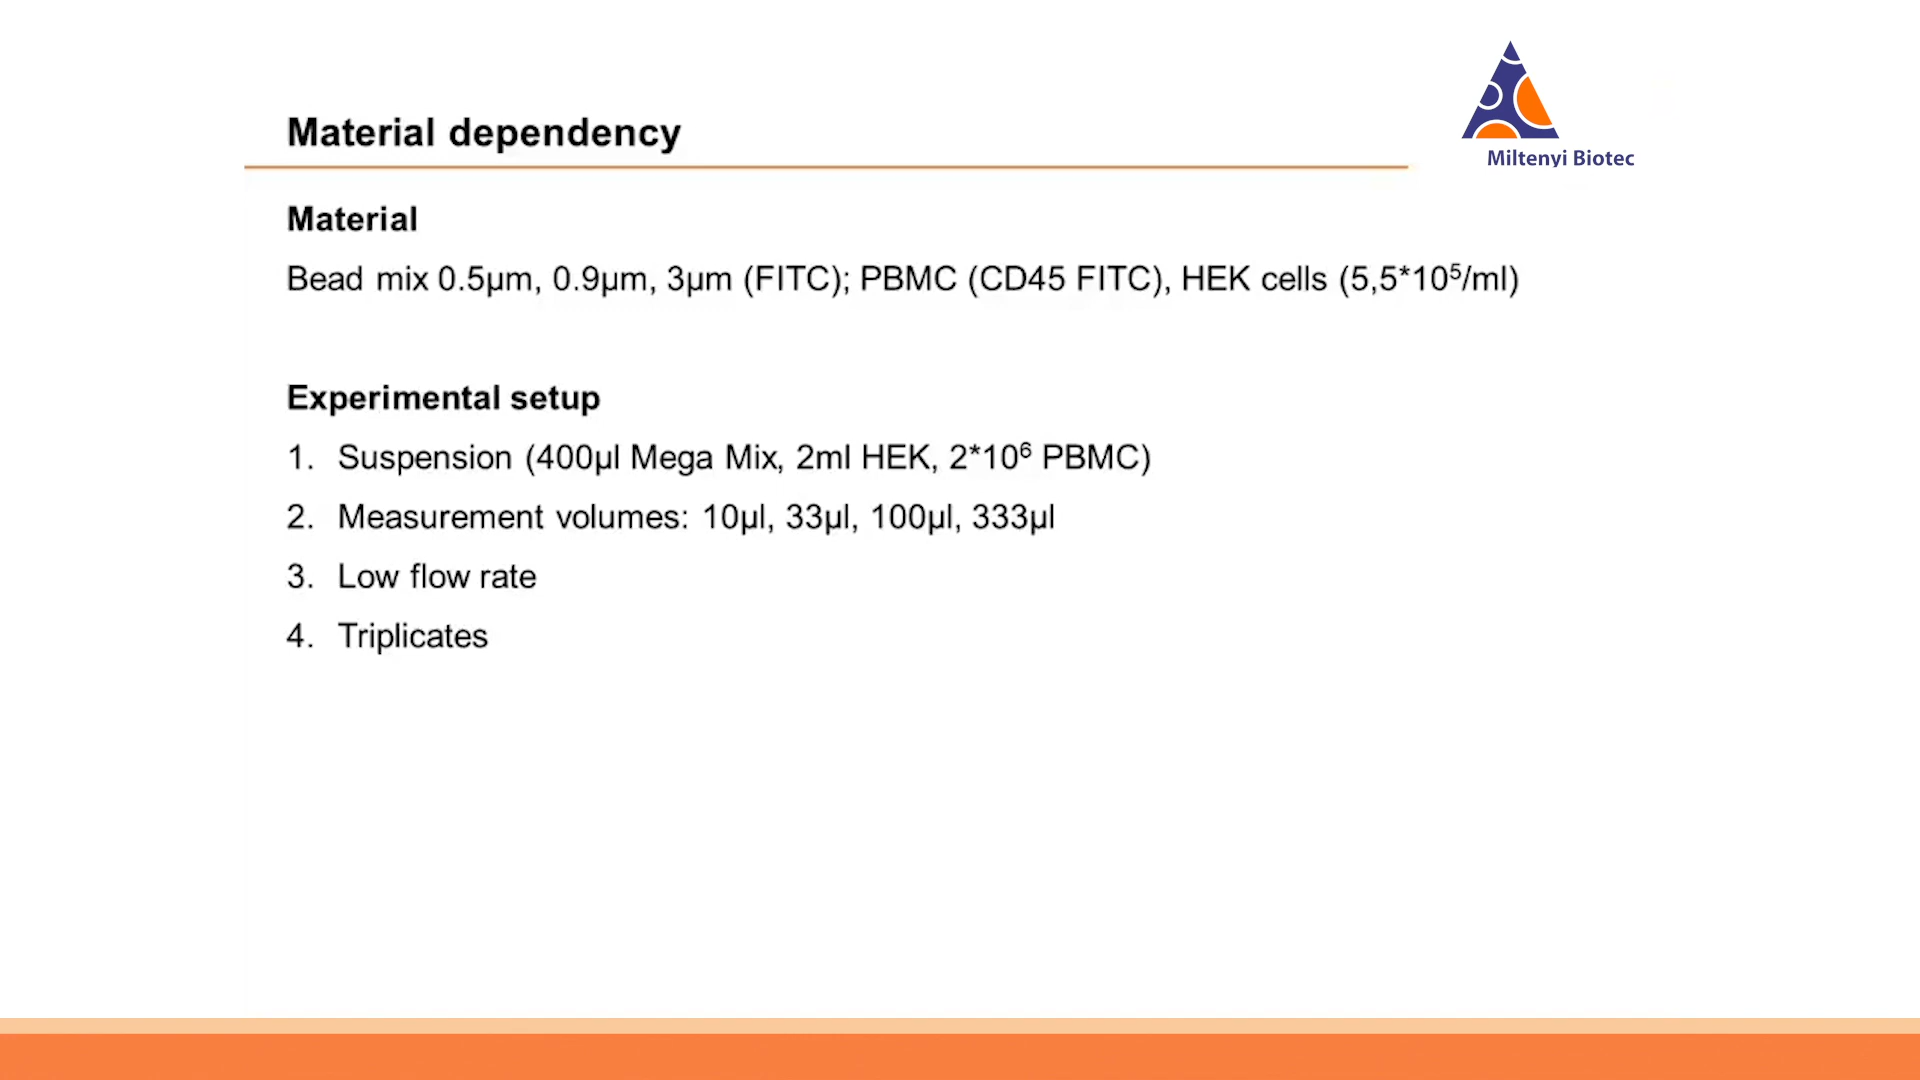 Miltenyi Biotec
Material dependency
Material
Bead mix 0.5µm, 0.9µm, 3µm (FITC); PBMC (CD45 FITC), HEK cells (5,5*10⁵/ml)
Experimental setup
1. Suspension (400µl Mega Mix, 2ml HEK, 2*10⁶ PBMC)
2. Measurement volumes: 10µl, 33µl, 100µl, 333µl
3. Low flow rate
4. Triplicates